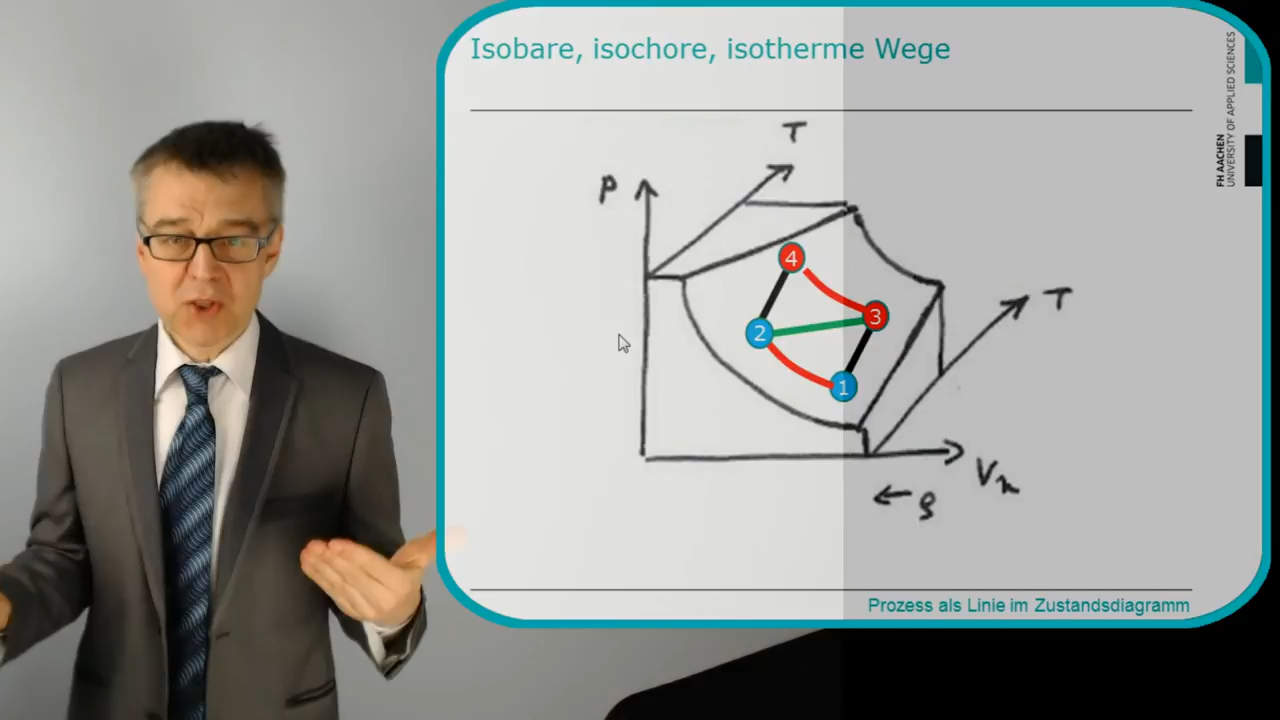 Isobare, isochore, isotherme Wege
FH AACHEN
UNIVERSITY OF APPLIED SCIENCES
T
P
4
3
2
T
1
Vn
← ϱ
Prozess als Linie im Zustandsdiagramm